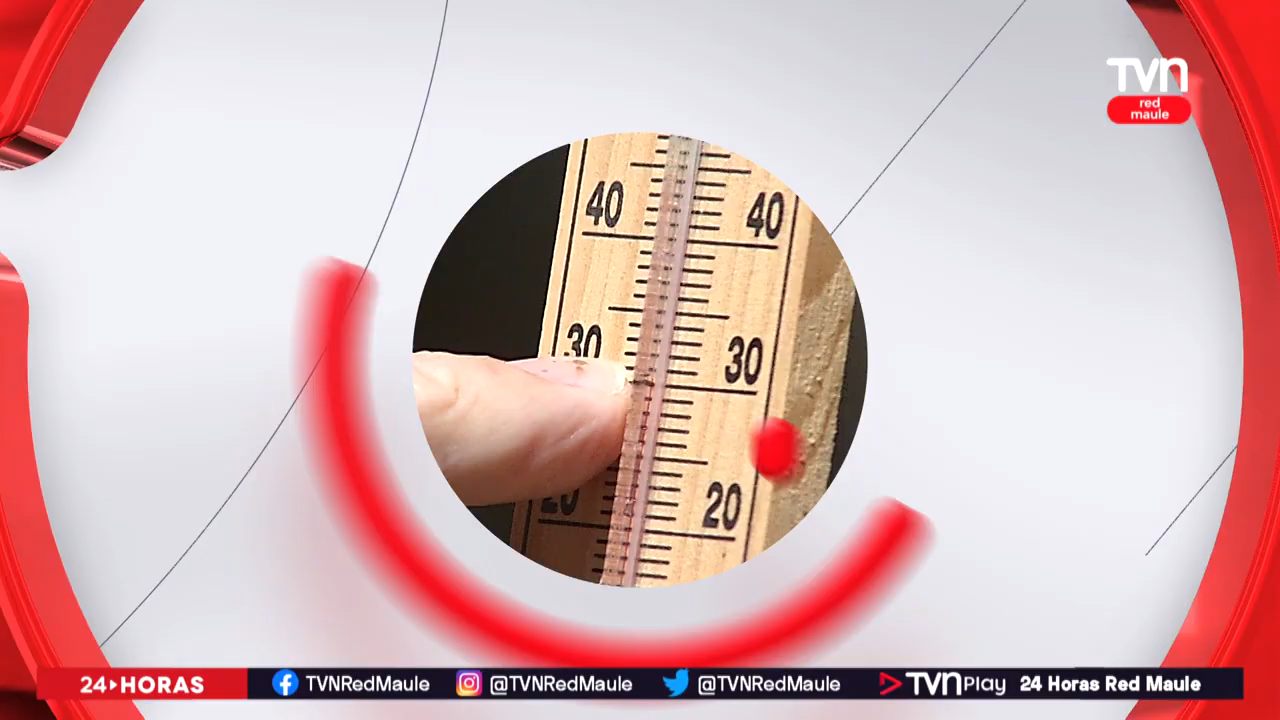 TVN
red
maule
40 40
30 30
20 20
24 HORAS TVNRedMaule @TVNRedMaule @TVNRedMaule TVN Play 24 Horas Red Maule